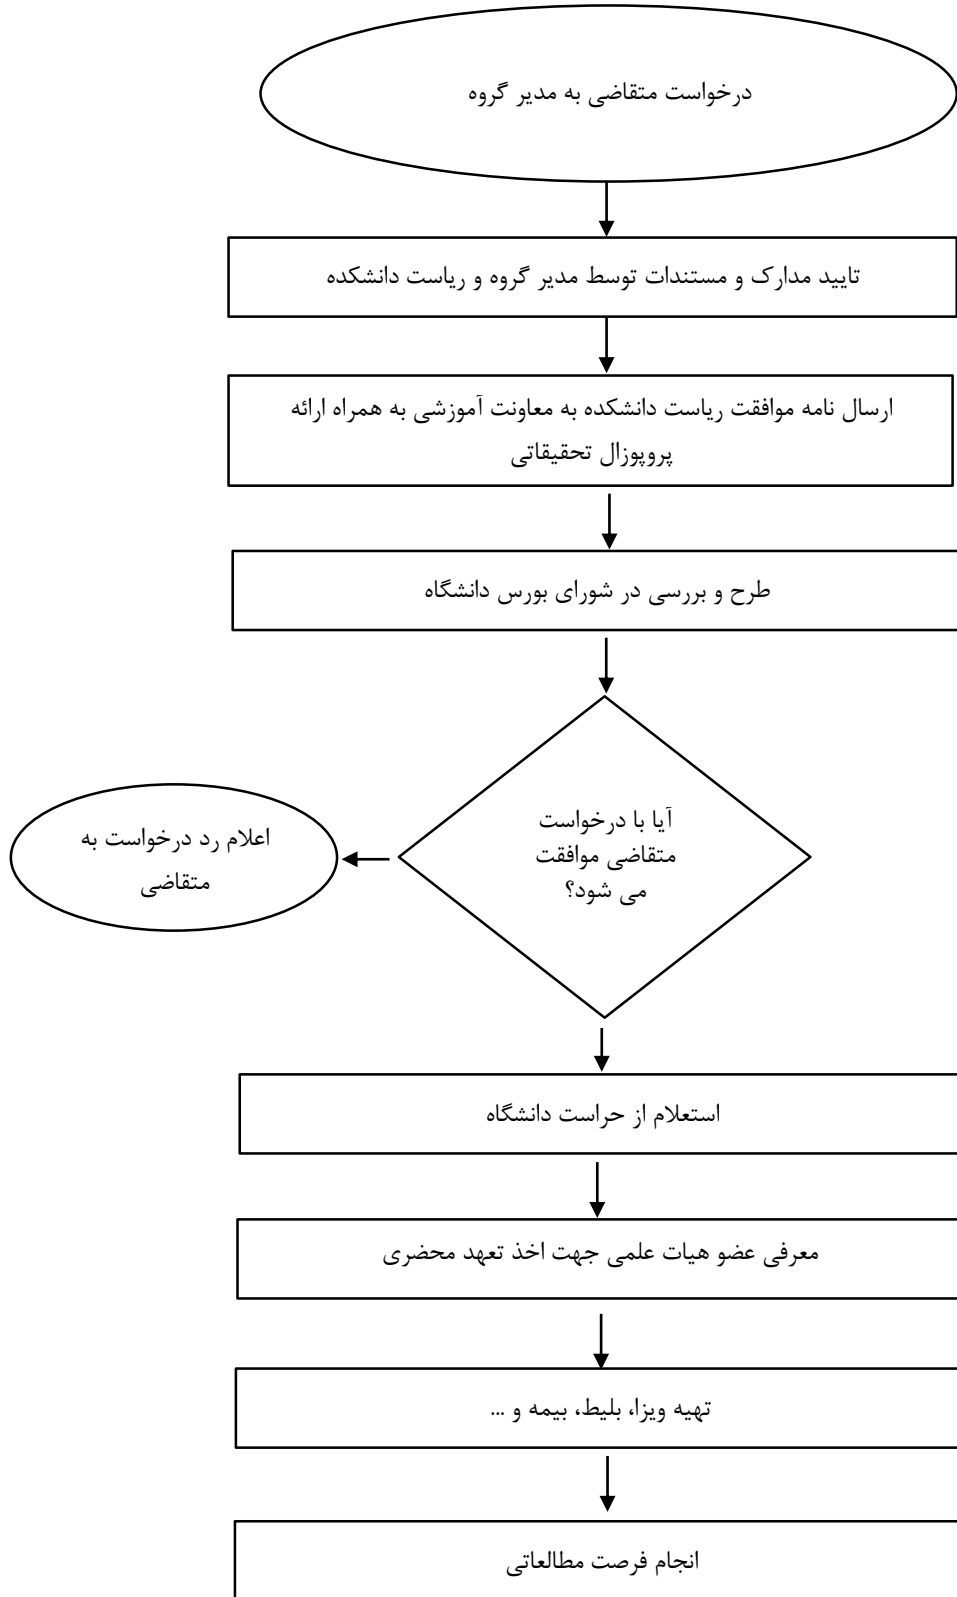 درخواست متقاضی به مدیر گروه
تایید مدارک و مستندات توسط مدیر گروه و ریاست دانشکده
ارسال نامه موافقت ریاست دانشکده به معاونت آموزشی به همراه ارائه
پروپوزال تحقیقاتی
طرح و بررسی در شورای بورس دانشگاه
آیا با درخواست
متقاضی موافقت
می شود؟
اعلام رد درخواست به
متقاضی
استعلام از حراست دانشگاه
معرفی عضو هیات علمی جهت اخذ تعهد محضری
تهیه ویزا، بلیط، بیمه و ...
انجام فرصت مطالعاتی